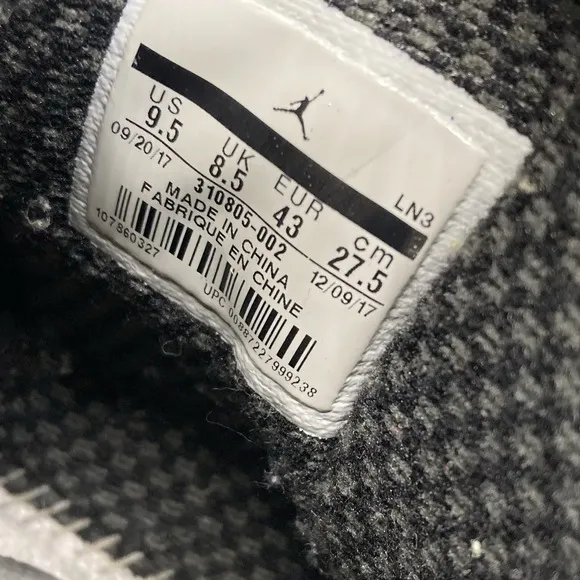 LN3
US UK EUR cm
9.5 8.5 43 27.5
09/20/17 310805-002 12/09/17
MADE IN CHINA
FABRIQUE EN CHINE
107860327
UPC 00887227999238